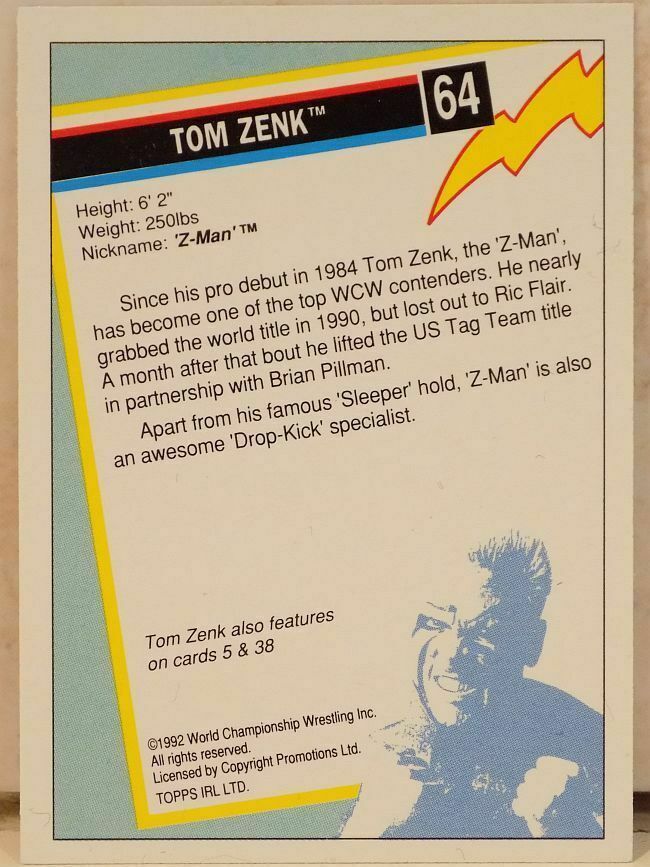 TOM ZENK™
64
Height: 6' 2"
Weight: 250lbs
Nickname: 'Z-Man'™
Since his pro debut in 1984 Tom Zenk, the 'Z-Man',
has become one of the top WCW contenders. He nearly
grabbed the world title in 1990, but lost out to Ric Flair.
A month after that bout he lifted the US Tag Team title
in partnership with Brian Pillman.
Apart from his famous 'Sleeper' hold, 'Z-Man' is also
an awesome 'Drop-Kick' specialist.
Tom Zenk also features
on cards 5 & 38
©1992 World Championship Wrestling Inc.
All rights reserved.
Licensed by Copyright Promotions Ltd.
TOPPS IRL LTD.